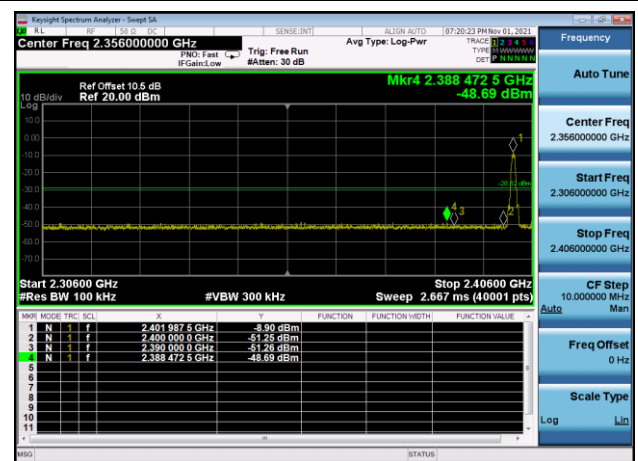 Keysight Spectrum Analyzer - Swept SA
RL RF 50 Ω DC SENSE:INT ALIGN AUTO 07:20:23 PM Nov 01, 2021
Center Freq 2.356000000 GHz
PNO: Fast
IFGain:Low
Trig: Free Run
#Atten: 30 dB
Avg Type: Log-Pwr
TRACE 1 2 3 4 5 6
TYPE M WWWWW
DET P N N N N N
Ref Offset 10.5 dB
10 dB/div Ref 20.00 dBm
Log
Mkr4 2.388 472 5 GHz
-48.69 dBm
10.0
0.00
-10.0
-20.0
-30.0
-40.0
-50.0
-60.0
-70.0
1
2
3
4
Start 2.30600 GHz Stop 2.40600 GHz
#Res BW 100 kHz #VBW 300 kHz Sweep 2.667 ms (40001 pts)
MKR MODE TRC SCL X Y FUNCTION FUNCTION WIDTH FUNCTION VALUE
1 N 1 f 2.401 987 5 GHz -8.90 dBm
2 N 1 f 2.400 000 0 GHz -51.25 dBm
3 N 1 f 2.390 000 0 GHz -51.26 dBm
4 N 1 f 2.388 472 5 GHz -48.69 dBm
5
6
7
8
9
10
11
MSG STATUS
Frequency
Auto Tune
Center Freq
2.356000000 GHz
Start Freq
2.306000000 GHz
Stop Freq
2.406000000 GHz
CF Step
10.000000 MHz
Auto Man
Freq Offset
0 Hz
Scale Type
Log Lin